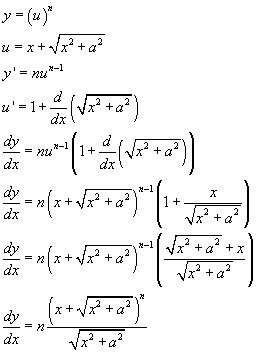 y = (u)^n
u = x + √(x² + a²)
y' = nu^(n−1)
u' = 1 + d/dx (√(x² + a²))
dy/dx = nu^(n−1) (1 + d/dx (√(x² + a²)))
dy/dx = n (x + √(x² + a²))^(n−1) (1 + x/√(x² + a²))
dy/dx = n (x + √(x² + a²))^(n−1) ((√(x² + a²) + x)/√(x² + a²))
dy/dx = n (x + √(x² + a²))^n/√(x² + a²)